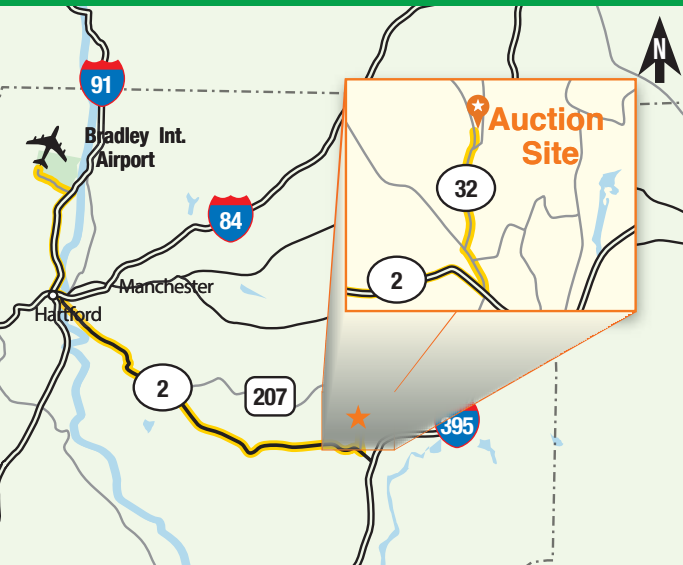 N
91
Bradley Int.
Airport
Auction
Site
32
84
2
Manchester
Hartford
2
207
395